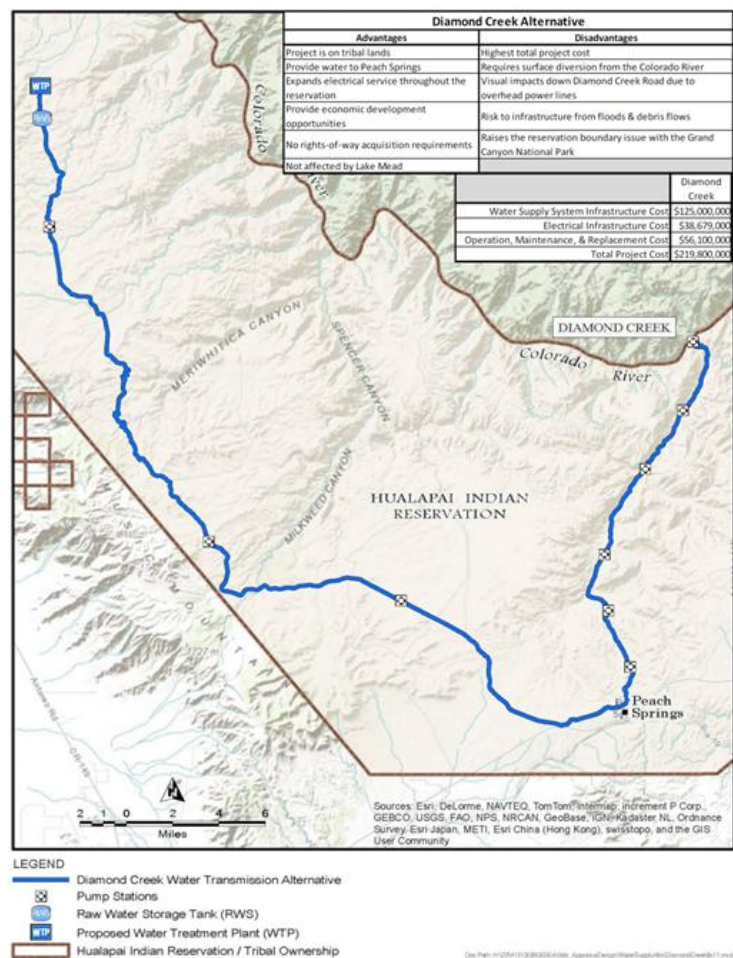 Diamond Creek Alternative
Advantages Disadvantages
Project is on tribal lands Highest total project cost
Provide water to Peach Springs Requires surface diversion from the Colorado River
Expands electrical service throughout the reservation Visual impacts down Diamond Creek Road due to overhead power lines
Provide economic development opportunities Risk to infrastructure from floods & debris flows
No rights-of-way acquisition requirements Raises the reservation boundary issue with the Grand Canyon National Park
Not affected by Lake Mead
Diamond Creek
Water Supply System Infrastructure Cost $125,000,000
Electrical Infrastructure Cost $38,679,000
Operation, Maintenance, & Replacement Cost $56,100,000
Total Project Cost $219,800,000
WTP
RWS
Colorado
River
DIAMOND CREEK
Colorado
River
MERIWHITICA CANYON
SPENCER CANYON
MILKWEED CANYON
HUALAPAI INDIAN
RESERVATION
MUSIC MOUNTAINS
Peach
Springs
CR-149
N
2 1 0 2 4 6
Miles
Sources: Esri, DeLorme, NAVTEQ, TomTom, Intermap, increment P Corp.,
GEBCO, USGS, FAO, NPS, NRCAN, GeoBase, IGN, Kadaster NL, Ordnance
Survey, Esri Japan, METI, Esri China (Hong Kong), swisstopo, and the GIS
User Community
LEGEND
Diamond Creek Water Transmission Alternative
Pump Stations
RWS Raw Water Storage Tank (RWS)
WTP Proposed Water Treatment Plant (WTP)
Hualapai Indian Reservation / Tribal Ownership